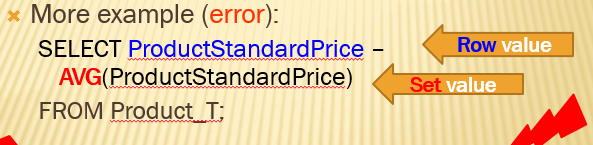 More example (error):
SELECT ProductStandardPrice – Row value
AVG(ProductStandardPrice) Set value
FROM Product_T;